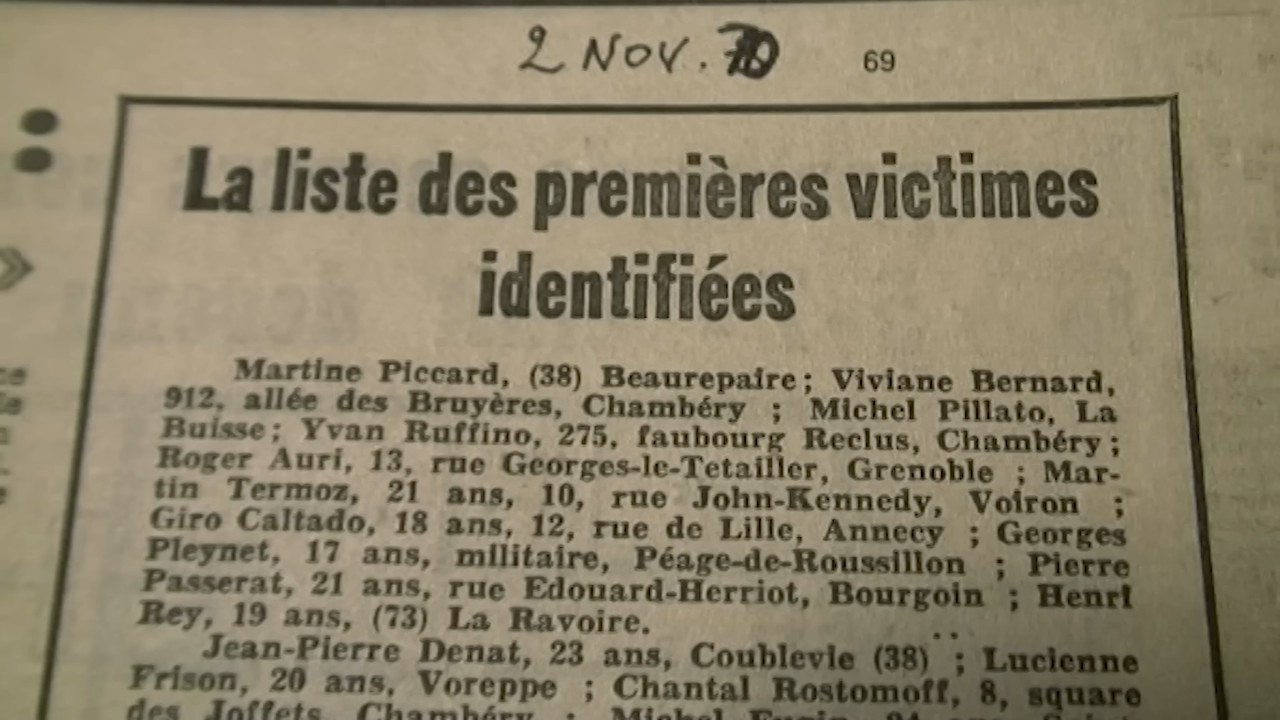 2 NOV. 70
69
La liste des premières victimes
identifiées
Martine Piccard, (38) Beaurepaire; Viviane Bernard,
912, allée des Bruyères, Chambéry ; Michel Pillato, La
Buisse; Yvan Ruffino, 275, faubourg Reclus, Chambéry;
Roger Auri, 13, rue Georges-le-Tetailler, Grenoble ; Mar-
tin Termoz, 21 ans, 10, rue John-Kennedy, Voiron ;
Giro Caltado, 18 ans, 12, rue de Lille, Annecy ; Georges
Pleynet, 17 ans, militaire, Péage-de-Roussillon ; Pierre
Passerat, 21 ans, rue Edouard-Herriot, Bourgoin ; Henri
Rey, 19 ans, (73) La Ravoire.
Jean-Pierre Denat, 23 ans, Coublevie (38) ; Lucienne
Frison, 20 ans, Voreppe ; Chantal Rostomoff, 8, square
des Joffets, Chambéry ; Michel